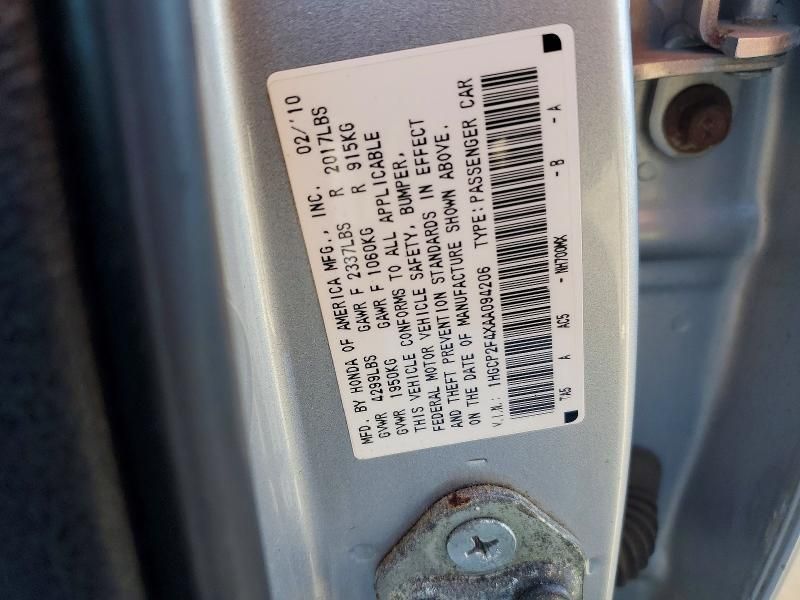 MFD. BY HONDA OF AMERICA MFG., INC. 02/'10
GVWR 4299LBS GAWR F 2337LBS R 2017LBS
GVWR 1950KG GAWR F 1060KG R 915KG
THIS VEHICLE CONFORMS TO ALL APPLICABLE
FEDERAL MOTOR VEHICLE SAFETY, BUMPER,
AND THEFT PREVENTION STANDARDS IN EFFECT
ON THE DATE OF MANUFACTURE SHOWN ABOVE.
V.I.N.: 1HGCP2F4XAA094206 TYPE:PASSENGER CAR
TA5 A AC5 - NH700MX - B - A